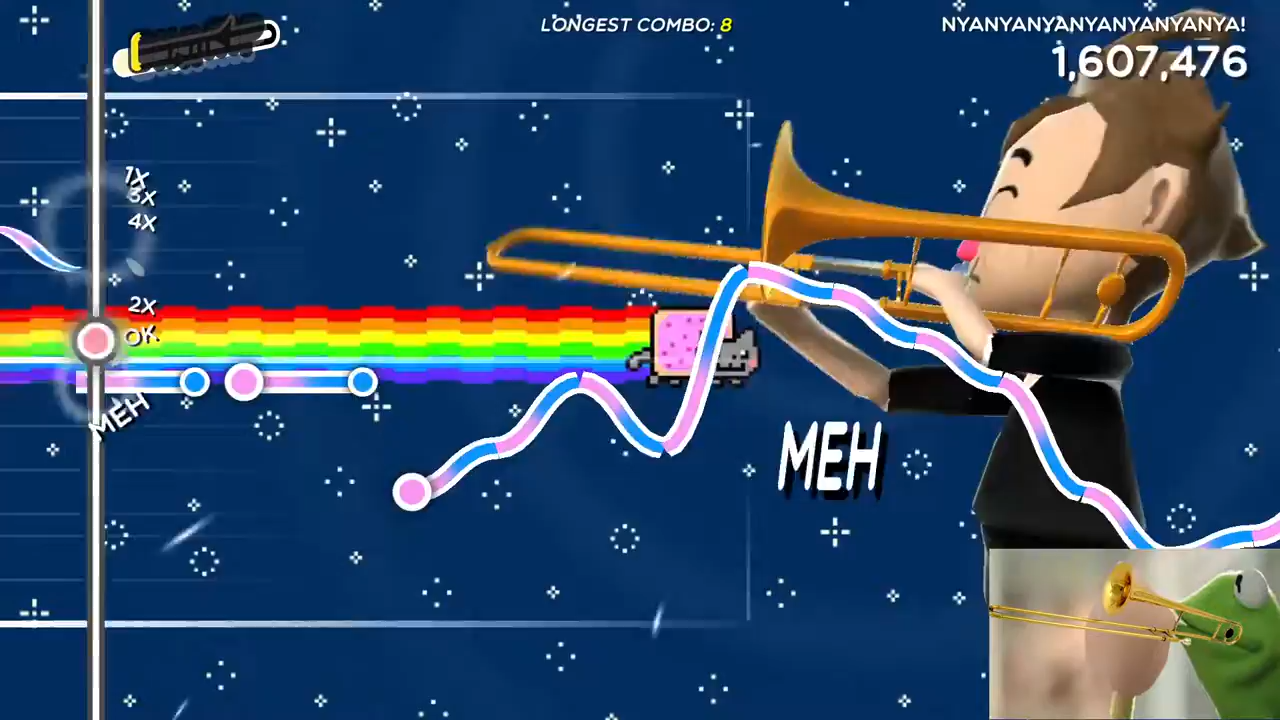 LONGEST COMBO: 8
NYANYANYANYANYANYANYA!
1,607,476
1X
3X
4X
2X
OK
MEH
MEH